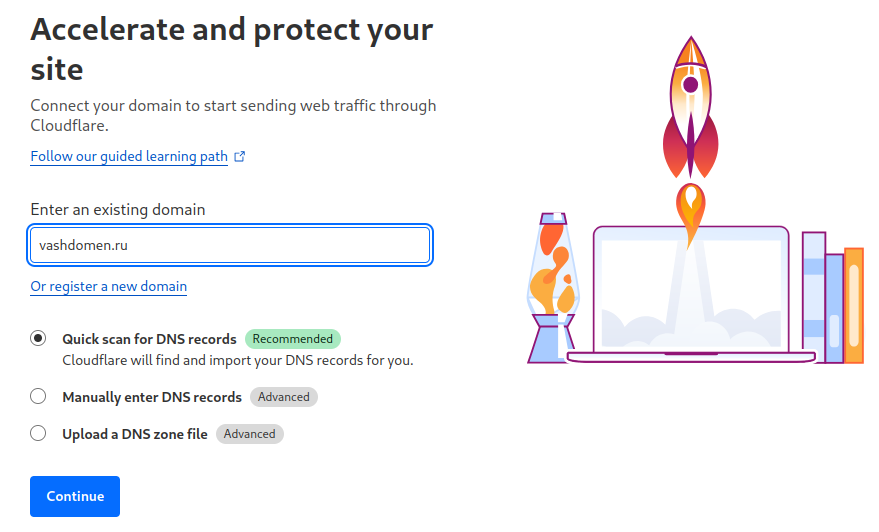 Accelerate and protect your
site
Connect your domain to start sending web traffic through
Cloudflare.
Follow our guided learning path
Enter an existing domain
vashdomen.ru
Or register a new domain
Quick scan for DNS records Recommended
Cloudflare will find and import your DNS records for you.
Manually enter DNS records Advanced
Upload a DNS zone file Advanced
Continue